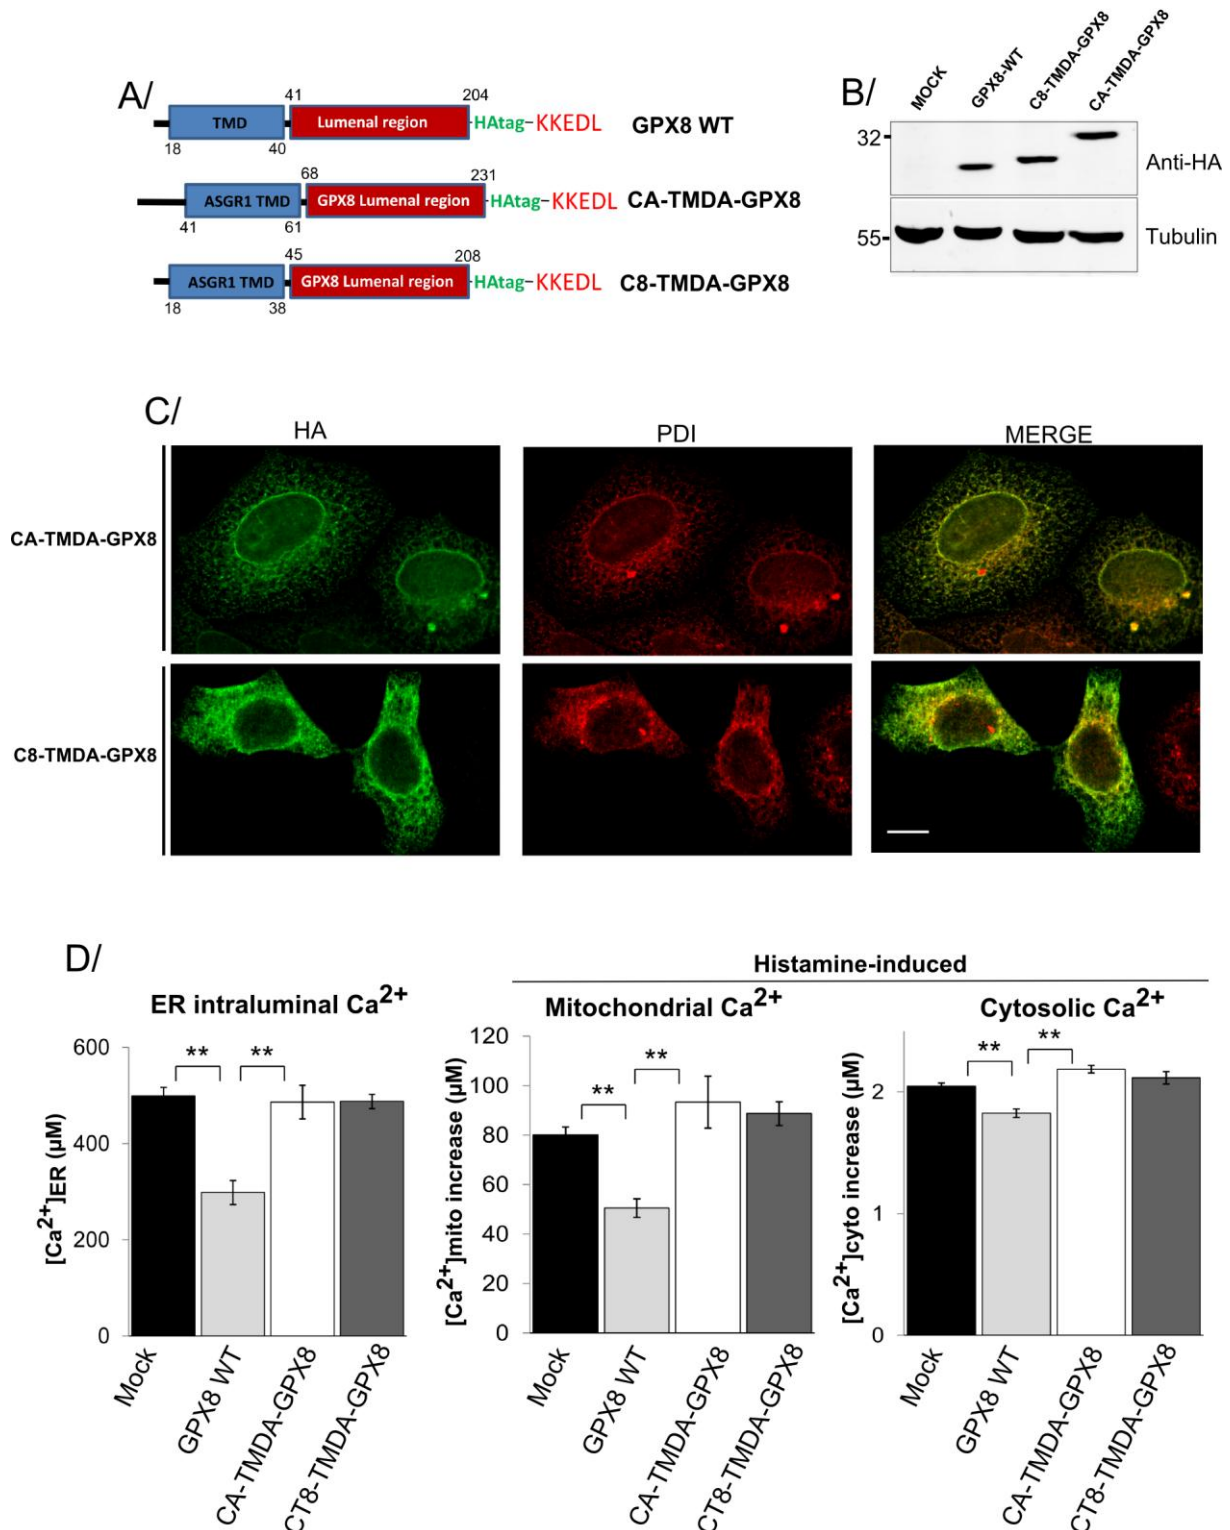 A/
41 204
TMD Lumenal region HAtag-KKEDL GPX8 WT
18 40
68 231
ASGR1 TMD GPX8 Lumenal region HAtag-KKEDL CA-TMDA-GPX8
41 61
45 208
ASGR1 TMD GPX8 Lumenal region HAtag-KKEDL C8-TMDA-GPX8
18 38
B/
MOCK GPX8-WT C8-TMDA-GPX8 CA-TMDA-GPX8
32 Anti-HA
55 Tubulin
C/
HA PDI MERGE
CA-TMDA-GPX8
C8-TMDA-GPX8
D/
Histamine-induced
ER intraluminal Ca2+
[Ca2+]ER (µM)
600
400
200
0
** **
Mock GPX8 WT CA-TMDA-GPX8 CT8-TMDA-GPX8
Mitochondrial Ca2+
[Ca2+]mito increase (µM)
120
100
80
60
40
20
0
** **
Mock GPX8 WT CA-TMDA-GPX8 CT8-TMDA-GPX8
Cytosolic Ca2+
[Ca2+]cyto increase (µM)
2
1
0
** **
Mock GPX8 WT CA-TMDA-GPX8 CT8-TMDA-GPX8